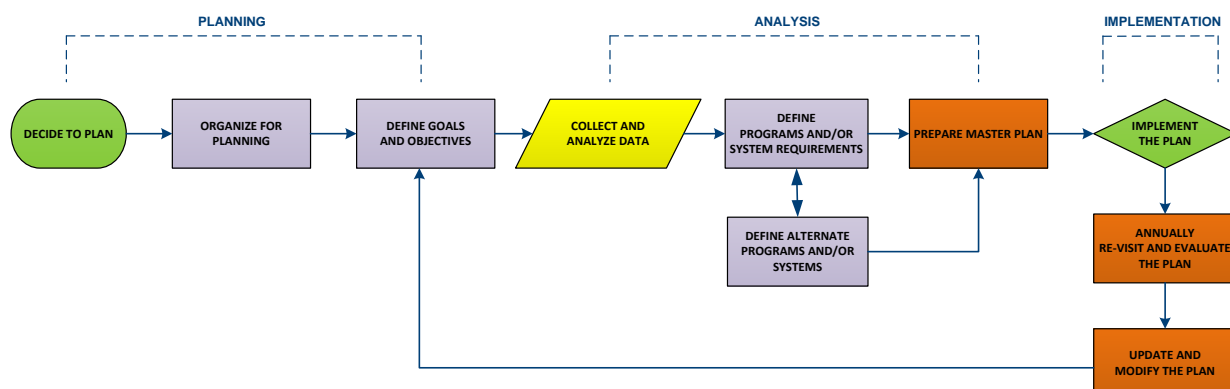 PLANNING
ANALYSIS
IMPLEMENTATION
DECIDE TO PLAN
ORGANIZE FOR
PLANNING
DEFINE GOALS
AND OBJECTIVES
COLLECT AND
ANALYZE DATA
DEFINE
PROGRAMS AND/OR
SYSTEM REQUIREMENTS
PREPARE MASTER PLAN
IMPLEMENT
THE PLAN
DEFINE ALTERNATE
PROGRAMS AND/OR
SYSTEMS
ANNUALLY
RE-VISIT AND EVALUATE
THE PLAN
UPDATE AND
MODIFY THE PLAN